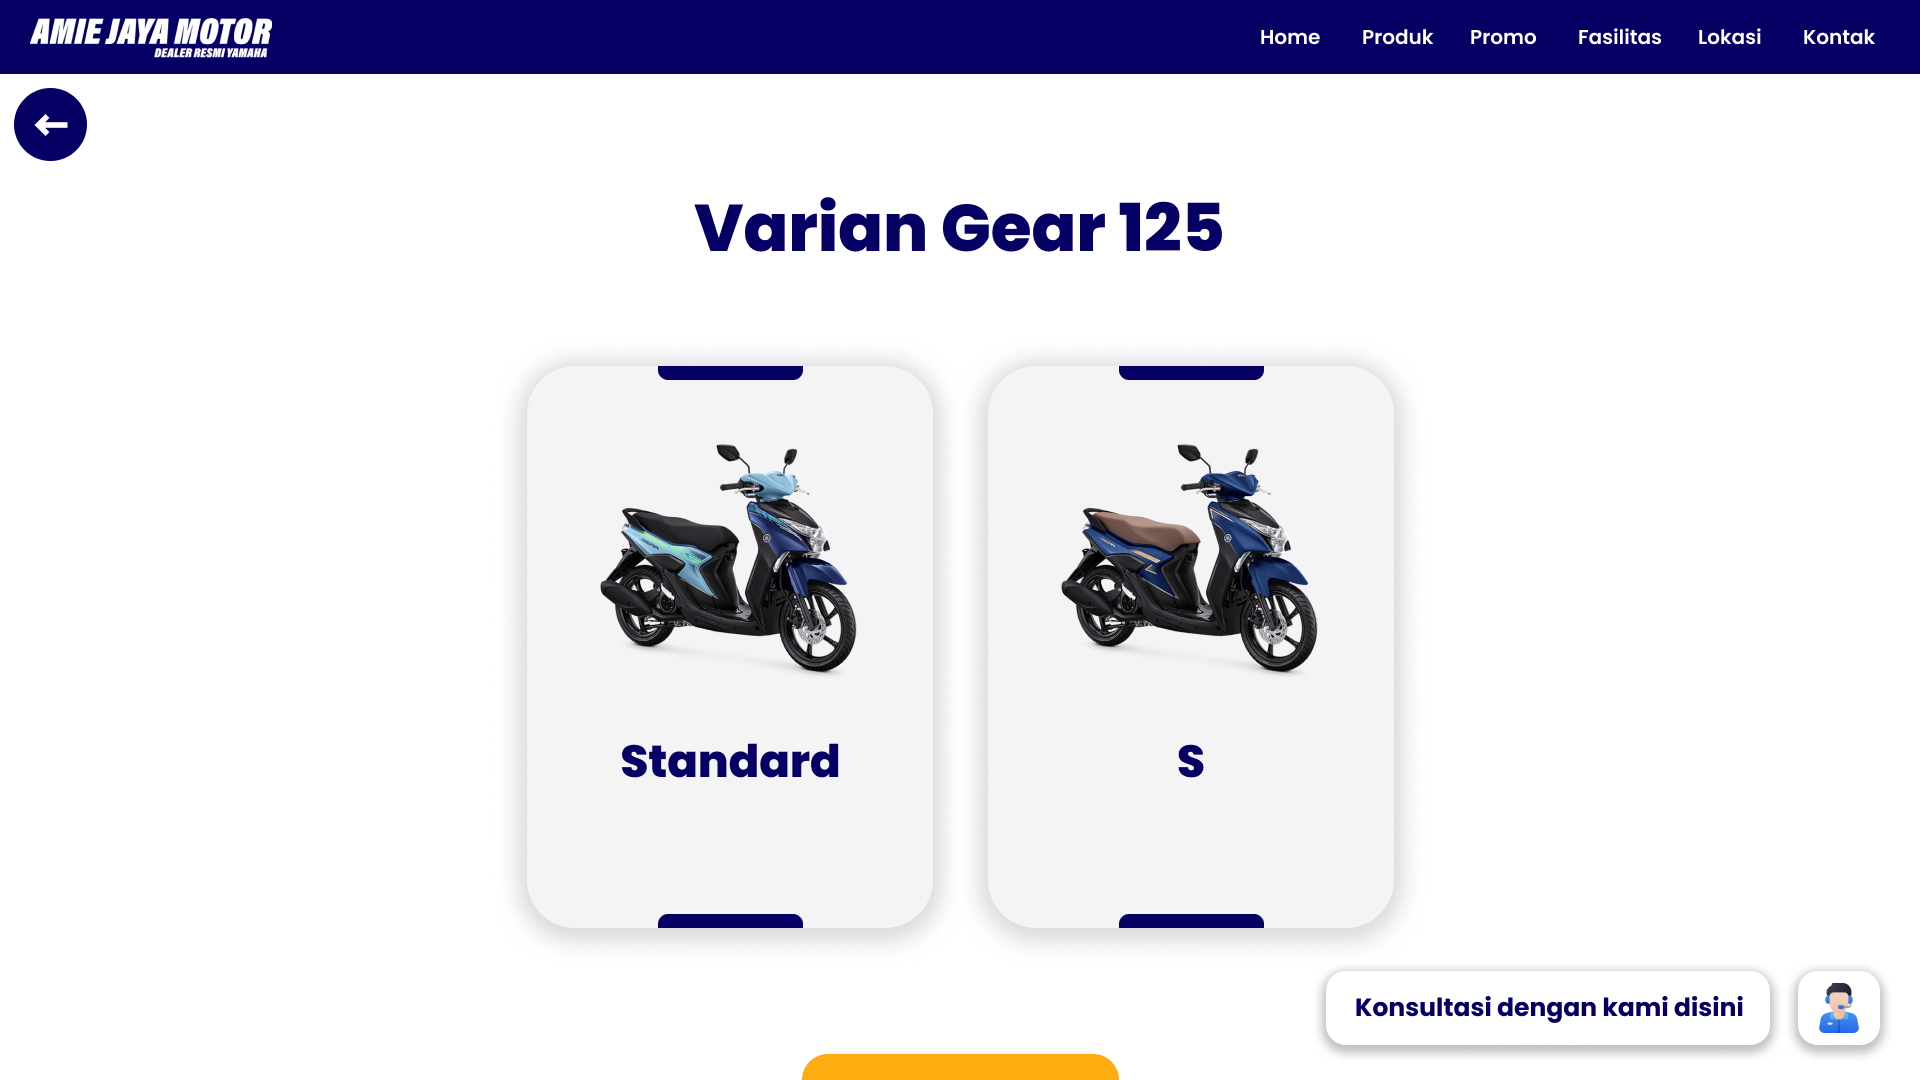 AMIE JAYA MOTOR
DEALER RESMI YAMAHA
Home Produk Promo Fasilitas Lokasi Kontak
Varian Gear 125
Standard
S
Konsultasi dengan kami disini